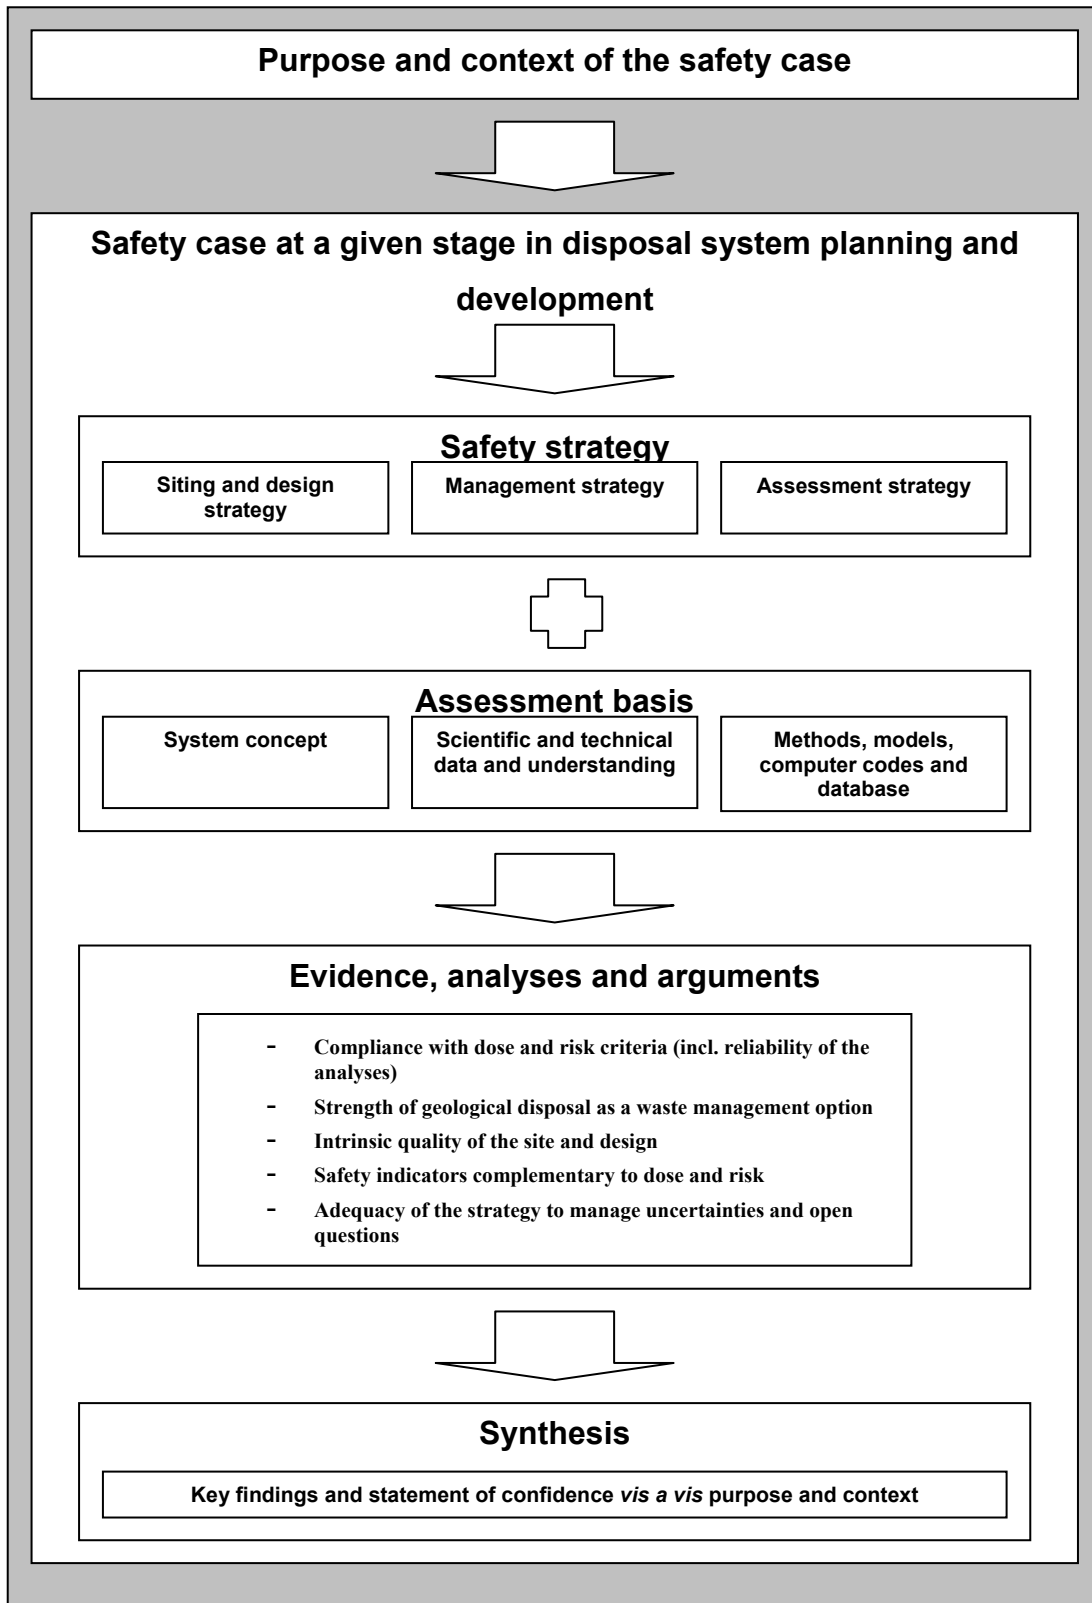 Purpose and context of the safety case
Safety case at a given stage in disposal system planning and
development
Safety strategy
Siting and design
strategy
Management strategy
Assessment strategy
Assessment basis
System concept
Scientific and technical
data and understanding
Methods, models,
computer codes and
database
Evidence, analyses and arguments
- Compliance with dose and risk criteria (incl. reliability of the
analyses)
- Strength of geological disposal as a waste management option
- Intrinsic quality of the site and design
- Safety indicators complementary to dose and risk
- Adequacy of the strategy to manage uncertainties and open
questions
Synthesis
Key findings and statement of confidence vis a vis purpose and context